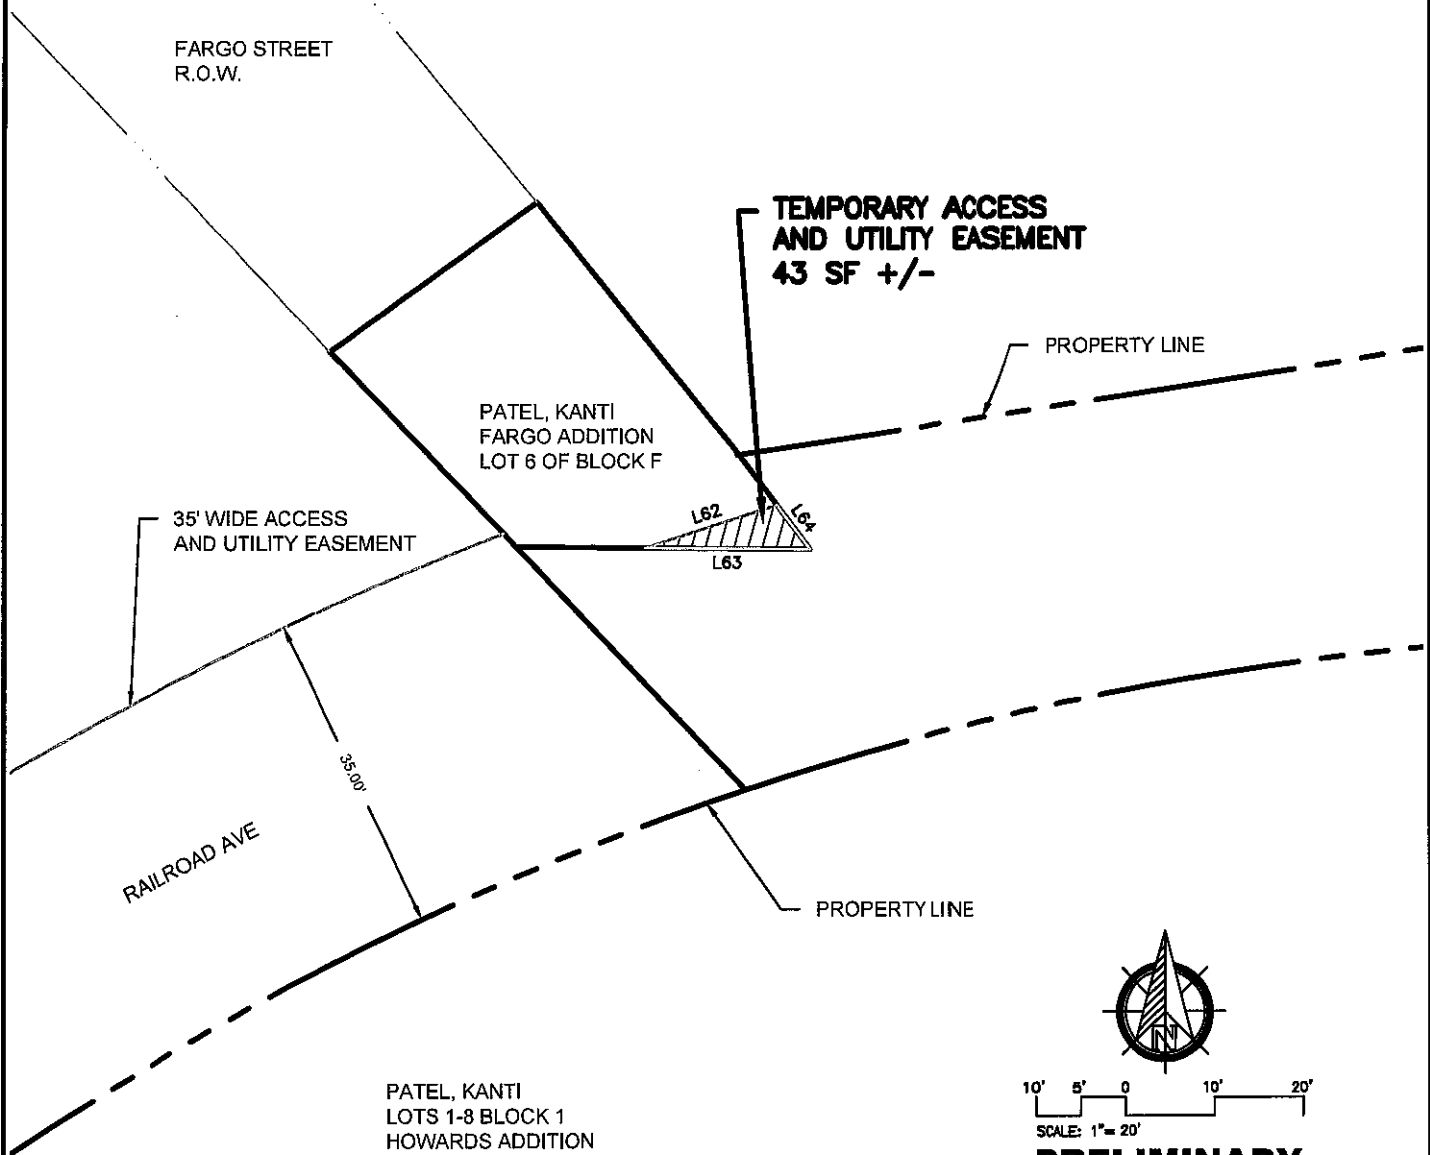 FARGO STREET
R.O.W.
TEMPORARY ACCESS
AND UTILITY EASEMENT
43 SF +/-
PROPERTY LINE
PATEL, KANTI
FARGO ADDITION
LOT 6 OF BLOCK F
L62
L64
L63
35' WIDE ACCESS
AND UTILITY EASEMENT
35.00'
RAILROAD AVE
PROPERTY LINE
N
PATEL, KANTI
LOTS 1-8 BLOCK 1
HOWARDS ADDITION
10' 5' 0 10' 20'
SCALE: 1"= 20'
PRELIMINARY